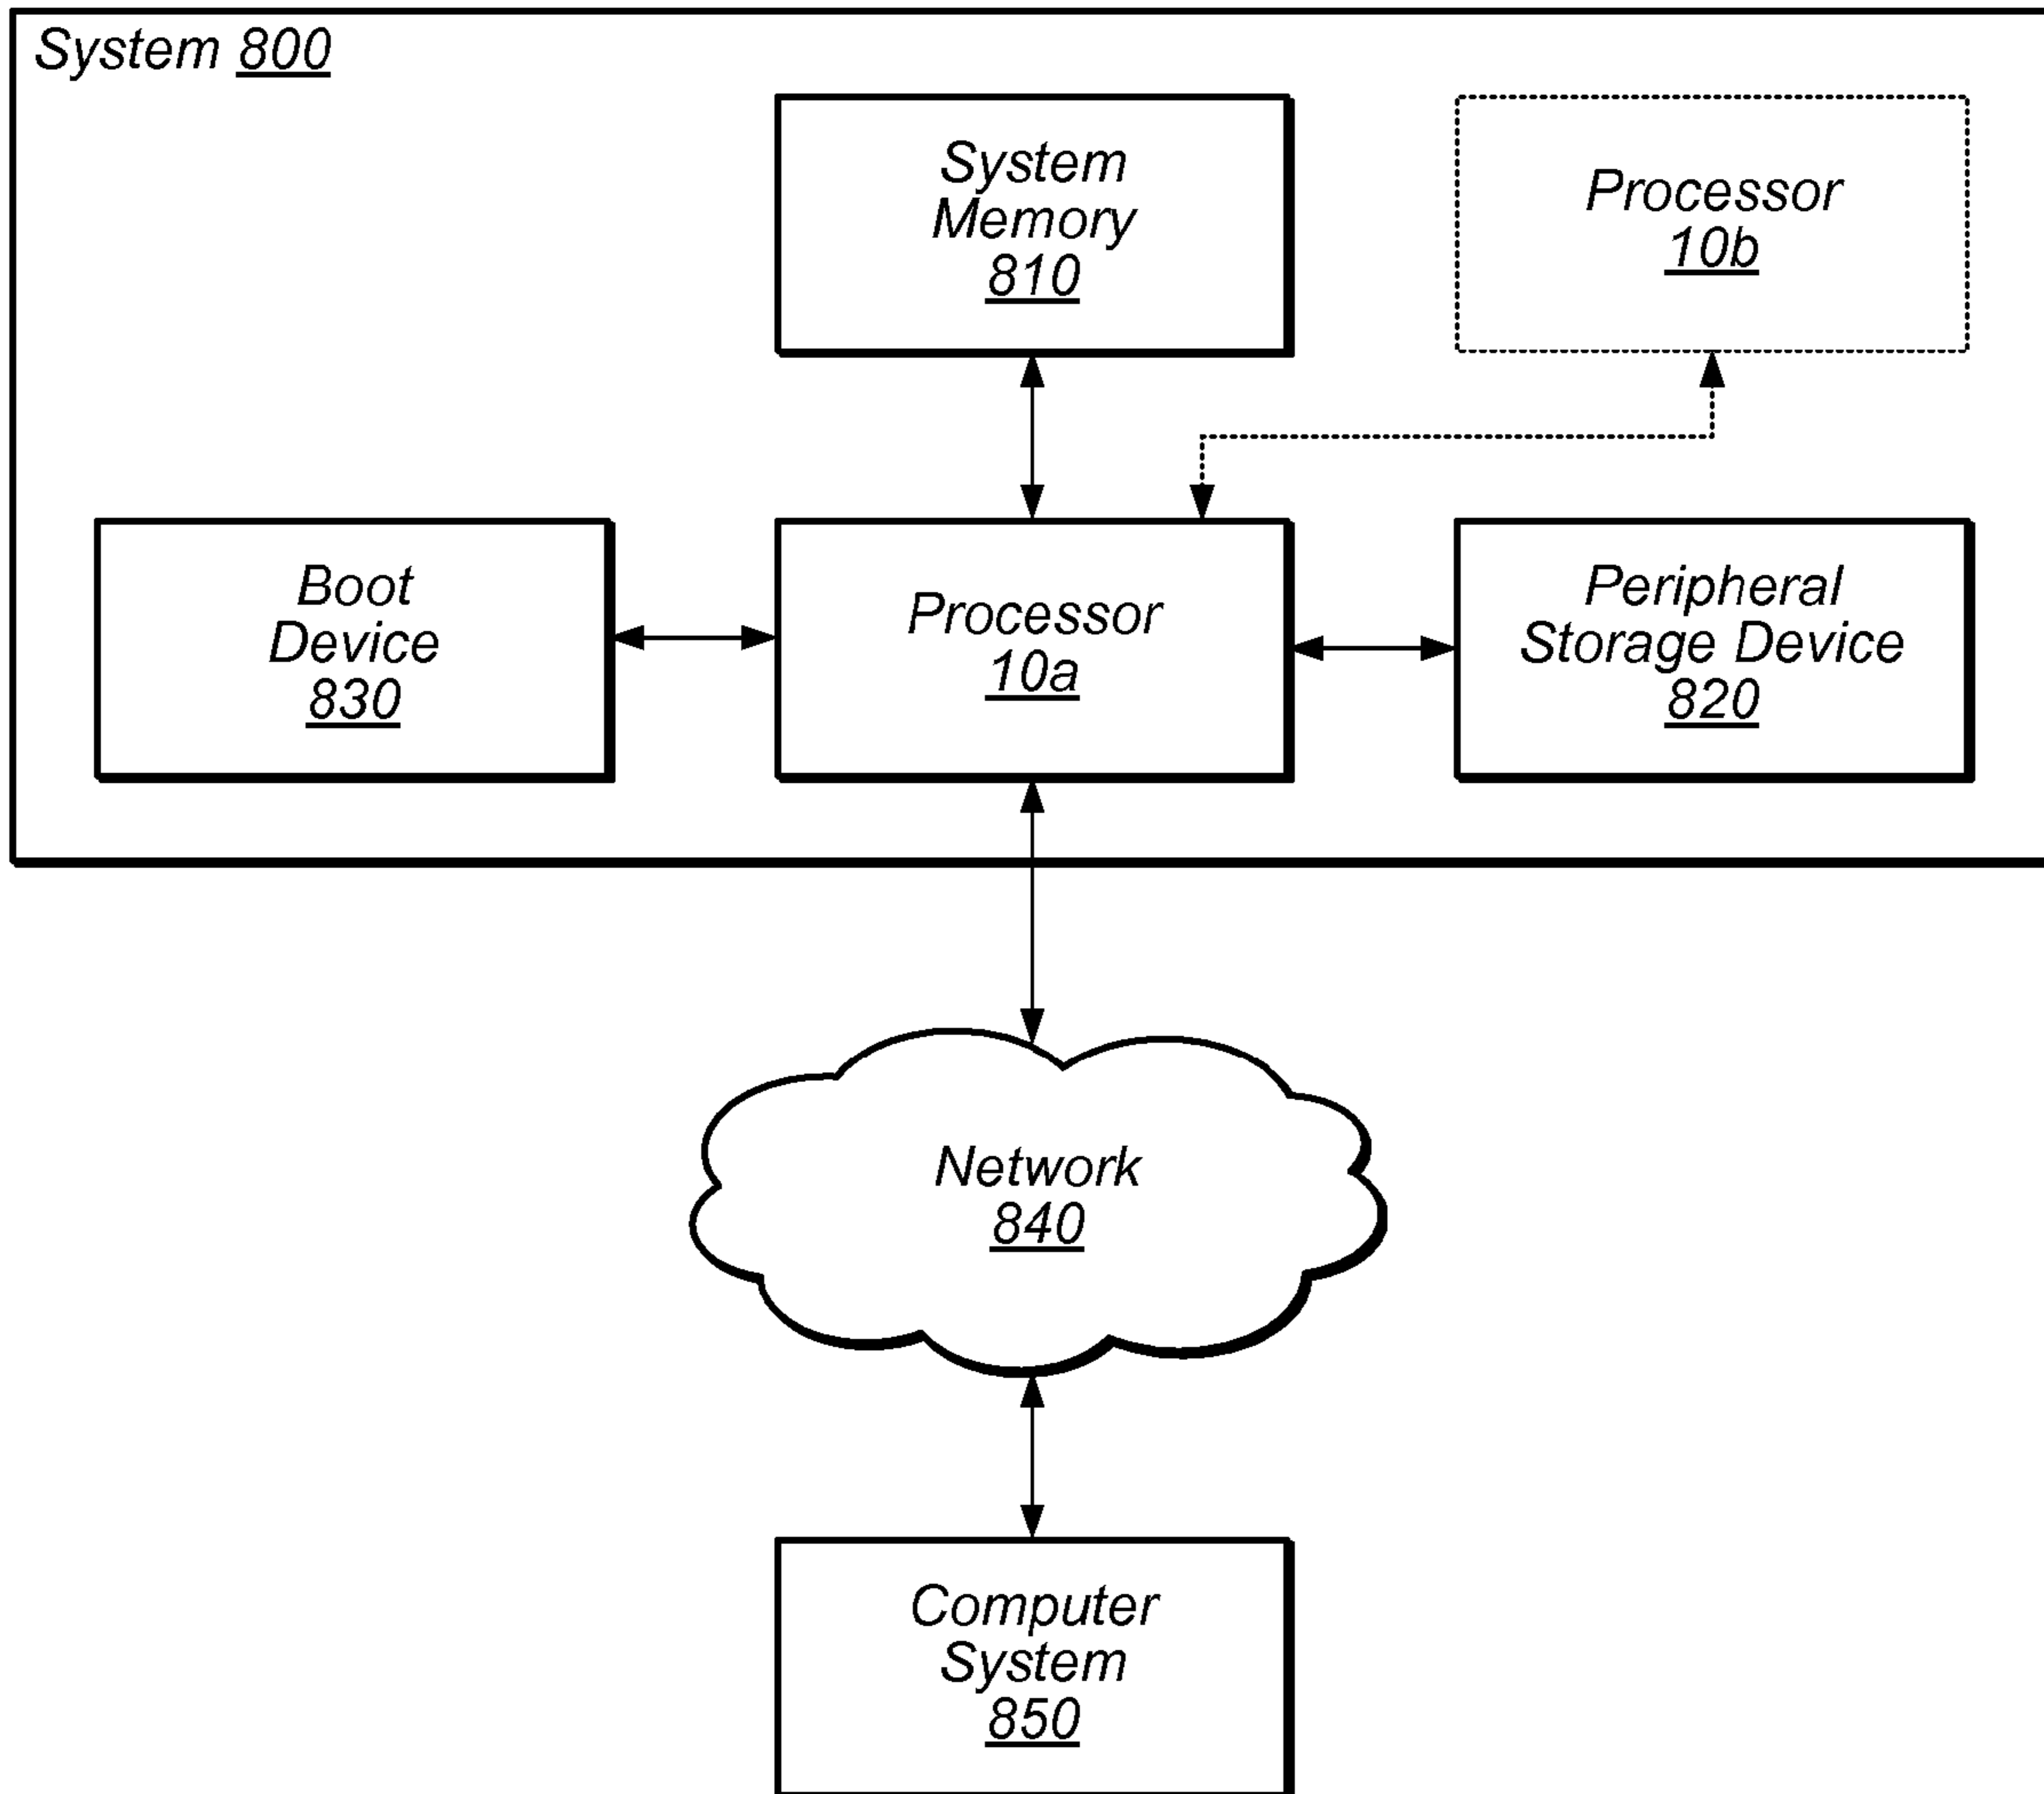 System 800
System
Memory
810
Processor
10b
Boot
Device
830
Processor
10a
Peripheral
Storage Device
820
Network
840
Computer
System
850